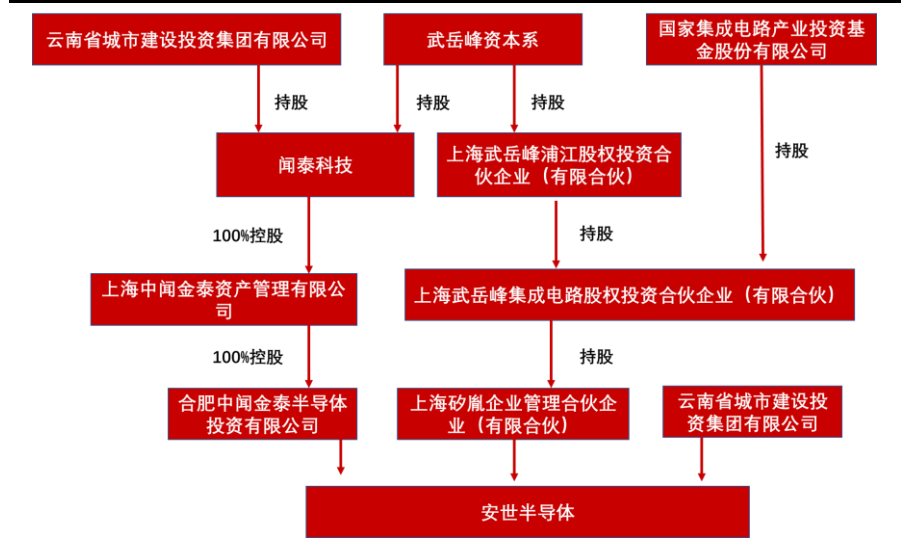 云南省城市建设投资集团有限公司
武岳峰资本系
国家集成电路产业投资基
金股份有限公司
持股
持股
持股
持股
闻泰科技
上海武岳峰浦江股权投资合
伙企业（有限合伙）
100%控股
持股
上海中闻金泰资产管理有限公
司
上海武岳峰集成电路股权投资合伙企业（有限合伙）
100%控股
持股
合肥中闻金泰半导体
投资有限公司
上海矽胤企业管理合伙企
业（有限合伙）
云南省城市建设投
资集团有限公司
安世半导体